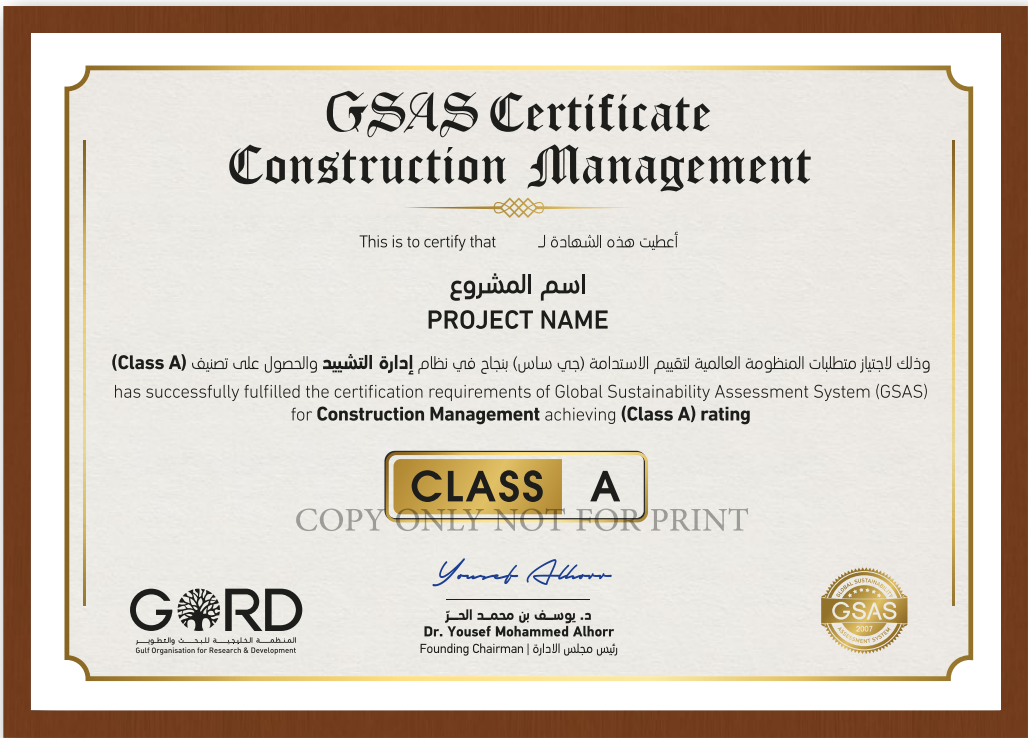 GSAS Certificate
Construction Management
This is to certify that أعطيت هذه الشهادة لـ
اسم المشروع
PROJECT NAME
وذلك لاجتياز متطلبات المنظومة العالمية لتقييم الاستدامة (جي ساس) بنجاح في نظام إدارة التشييد والحصول على تصنيف (Class A)
has successfully fulfilled the certification requirements of Global Sustainability Assessment System (GSAS)
for Construction Management achieving (Class A) rating
CLASS A
COPY ONLY NOT FOR PRINT
Yousef Alhorr
د. يوسف بن محمد الحرّ
Dr. Yousef Mohammed Alhorr
Founding Chairman | رئيس مجلس الادارة
GORD
المنظمة الخليجية للبحث والتطوير
Gulf Organisation for Research & Development
GLOBAL SUSTAINABILITY
GSAS
2007
ASSESSMENT SYSTEM